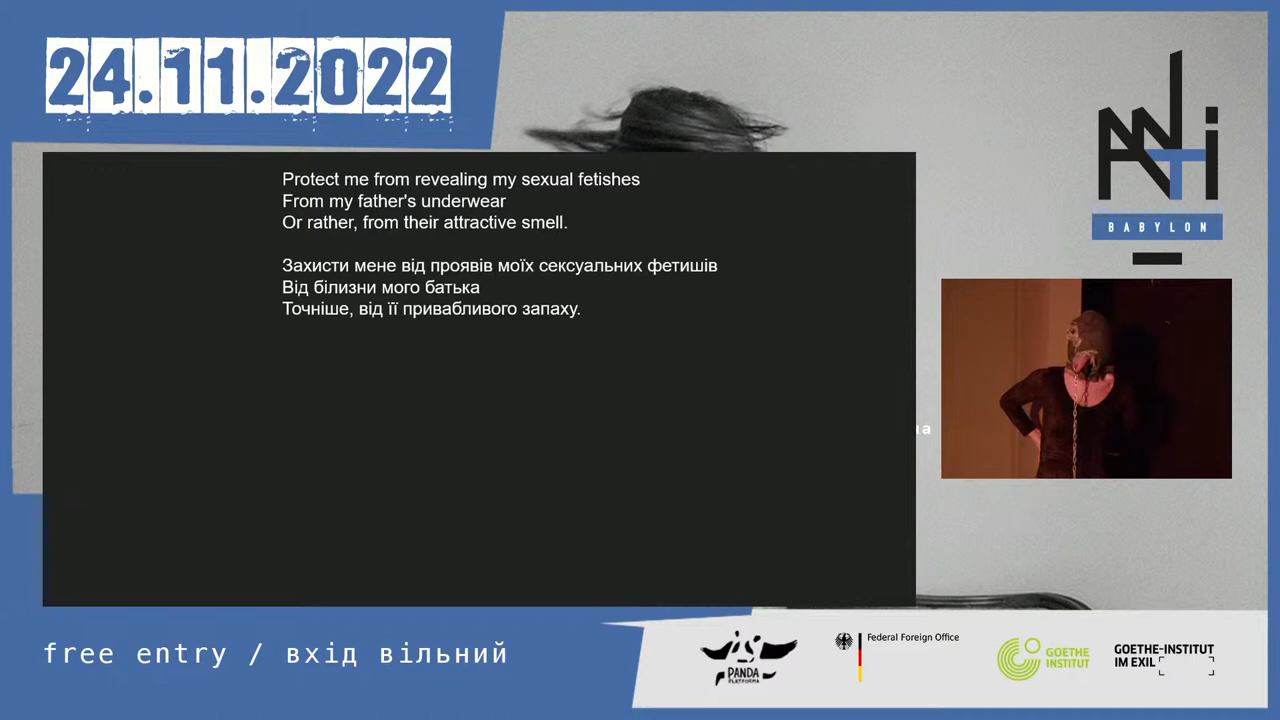 24.11.2022
ANTi
BABYLON
Protect me from revealing my sexual fetishes
From my father's underwear
Or rather, from their attractive smell.
Захисти мене від проявів моїх сексуальних фетишів
Від білизни мого батька
Точніше, від її привабливого запаху.
free entry / вхід вільний
PANDA
PLATFORMA
Federal Foreign Office
GOETHE
INSTITUT
GOETHE-INSTITUT
IM EXIL